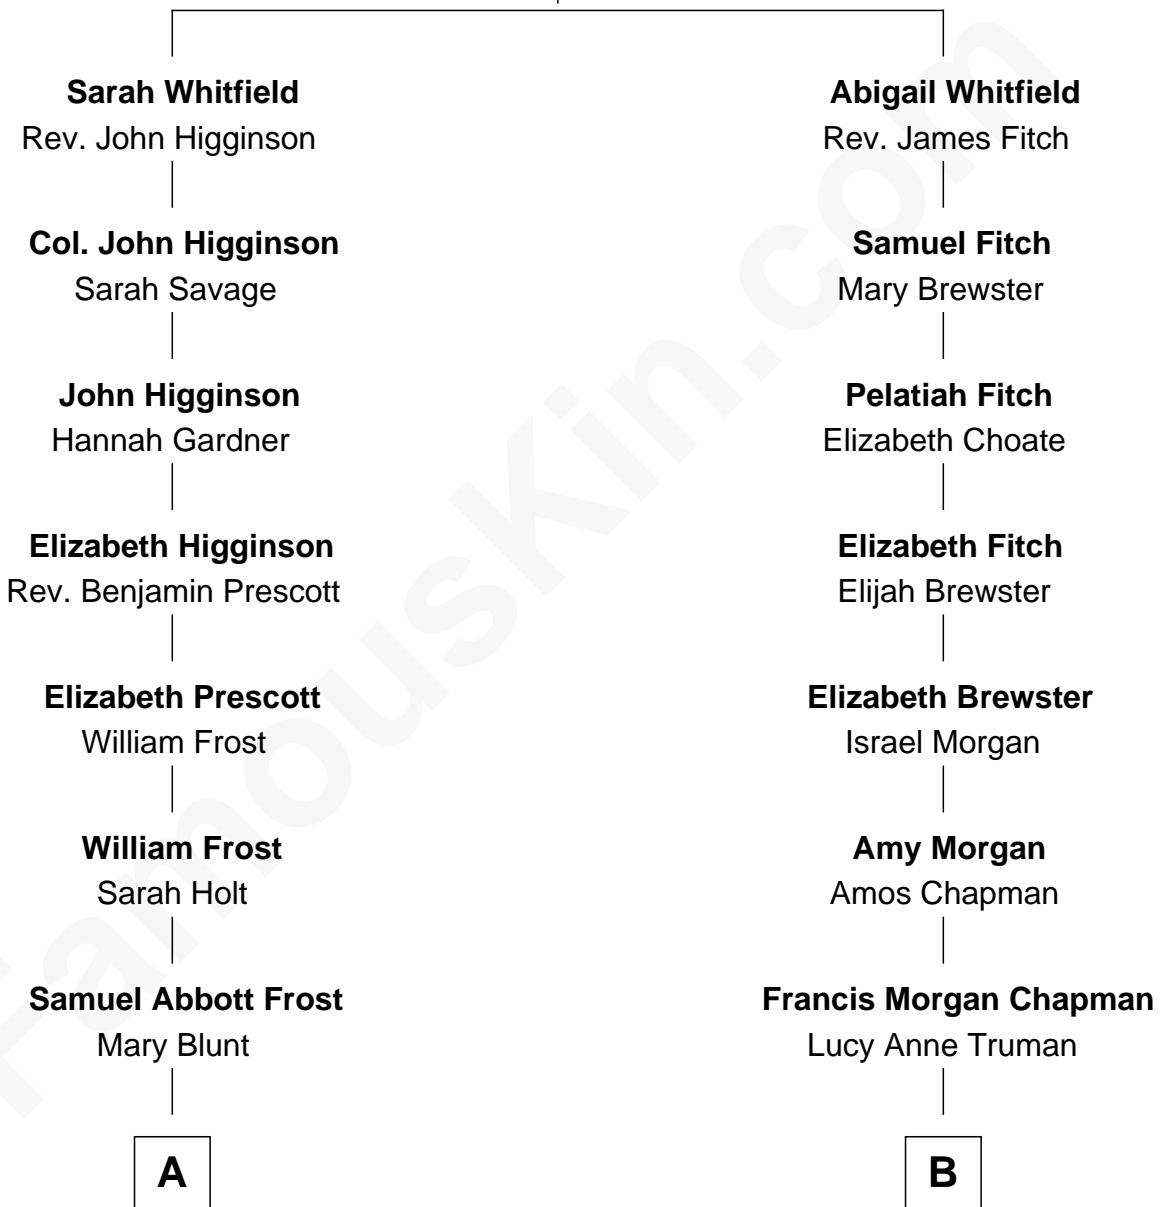 Sarah Whitfield
Rev. John Higginson
Col. John Higginson
Sarah Savage
John Higginson
Hannah Gardner
Elizabeth Higginson
Rev. Benjamin Prescott
Elizabeth Prescott
William Frost
William Frost
Sarah Holt
Samuel Abbott Frost
Mary Blunt
A
Abigail Whitfield
Rev. James Fitch
Samuel Fitch
Mary Brewster
Pelatiah Fitch
Elizabeth Choate
Elizabeth Fitch
Elijah Brewster
Elizabeth Brewster
Israel Morgan
Amy Morgan
Amos Chapman
Francis Morgan Chapman
Lucy Anne Truman
B
FamousKin.com